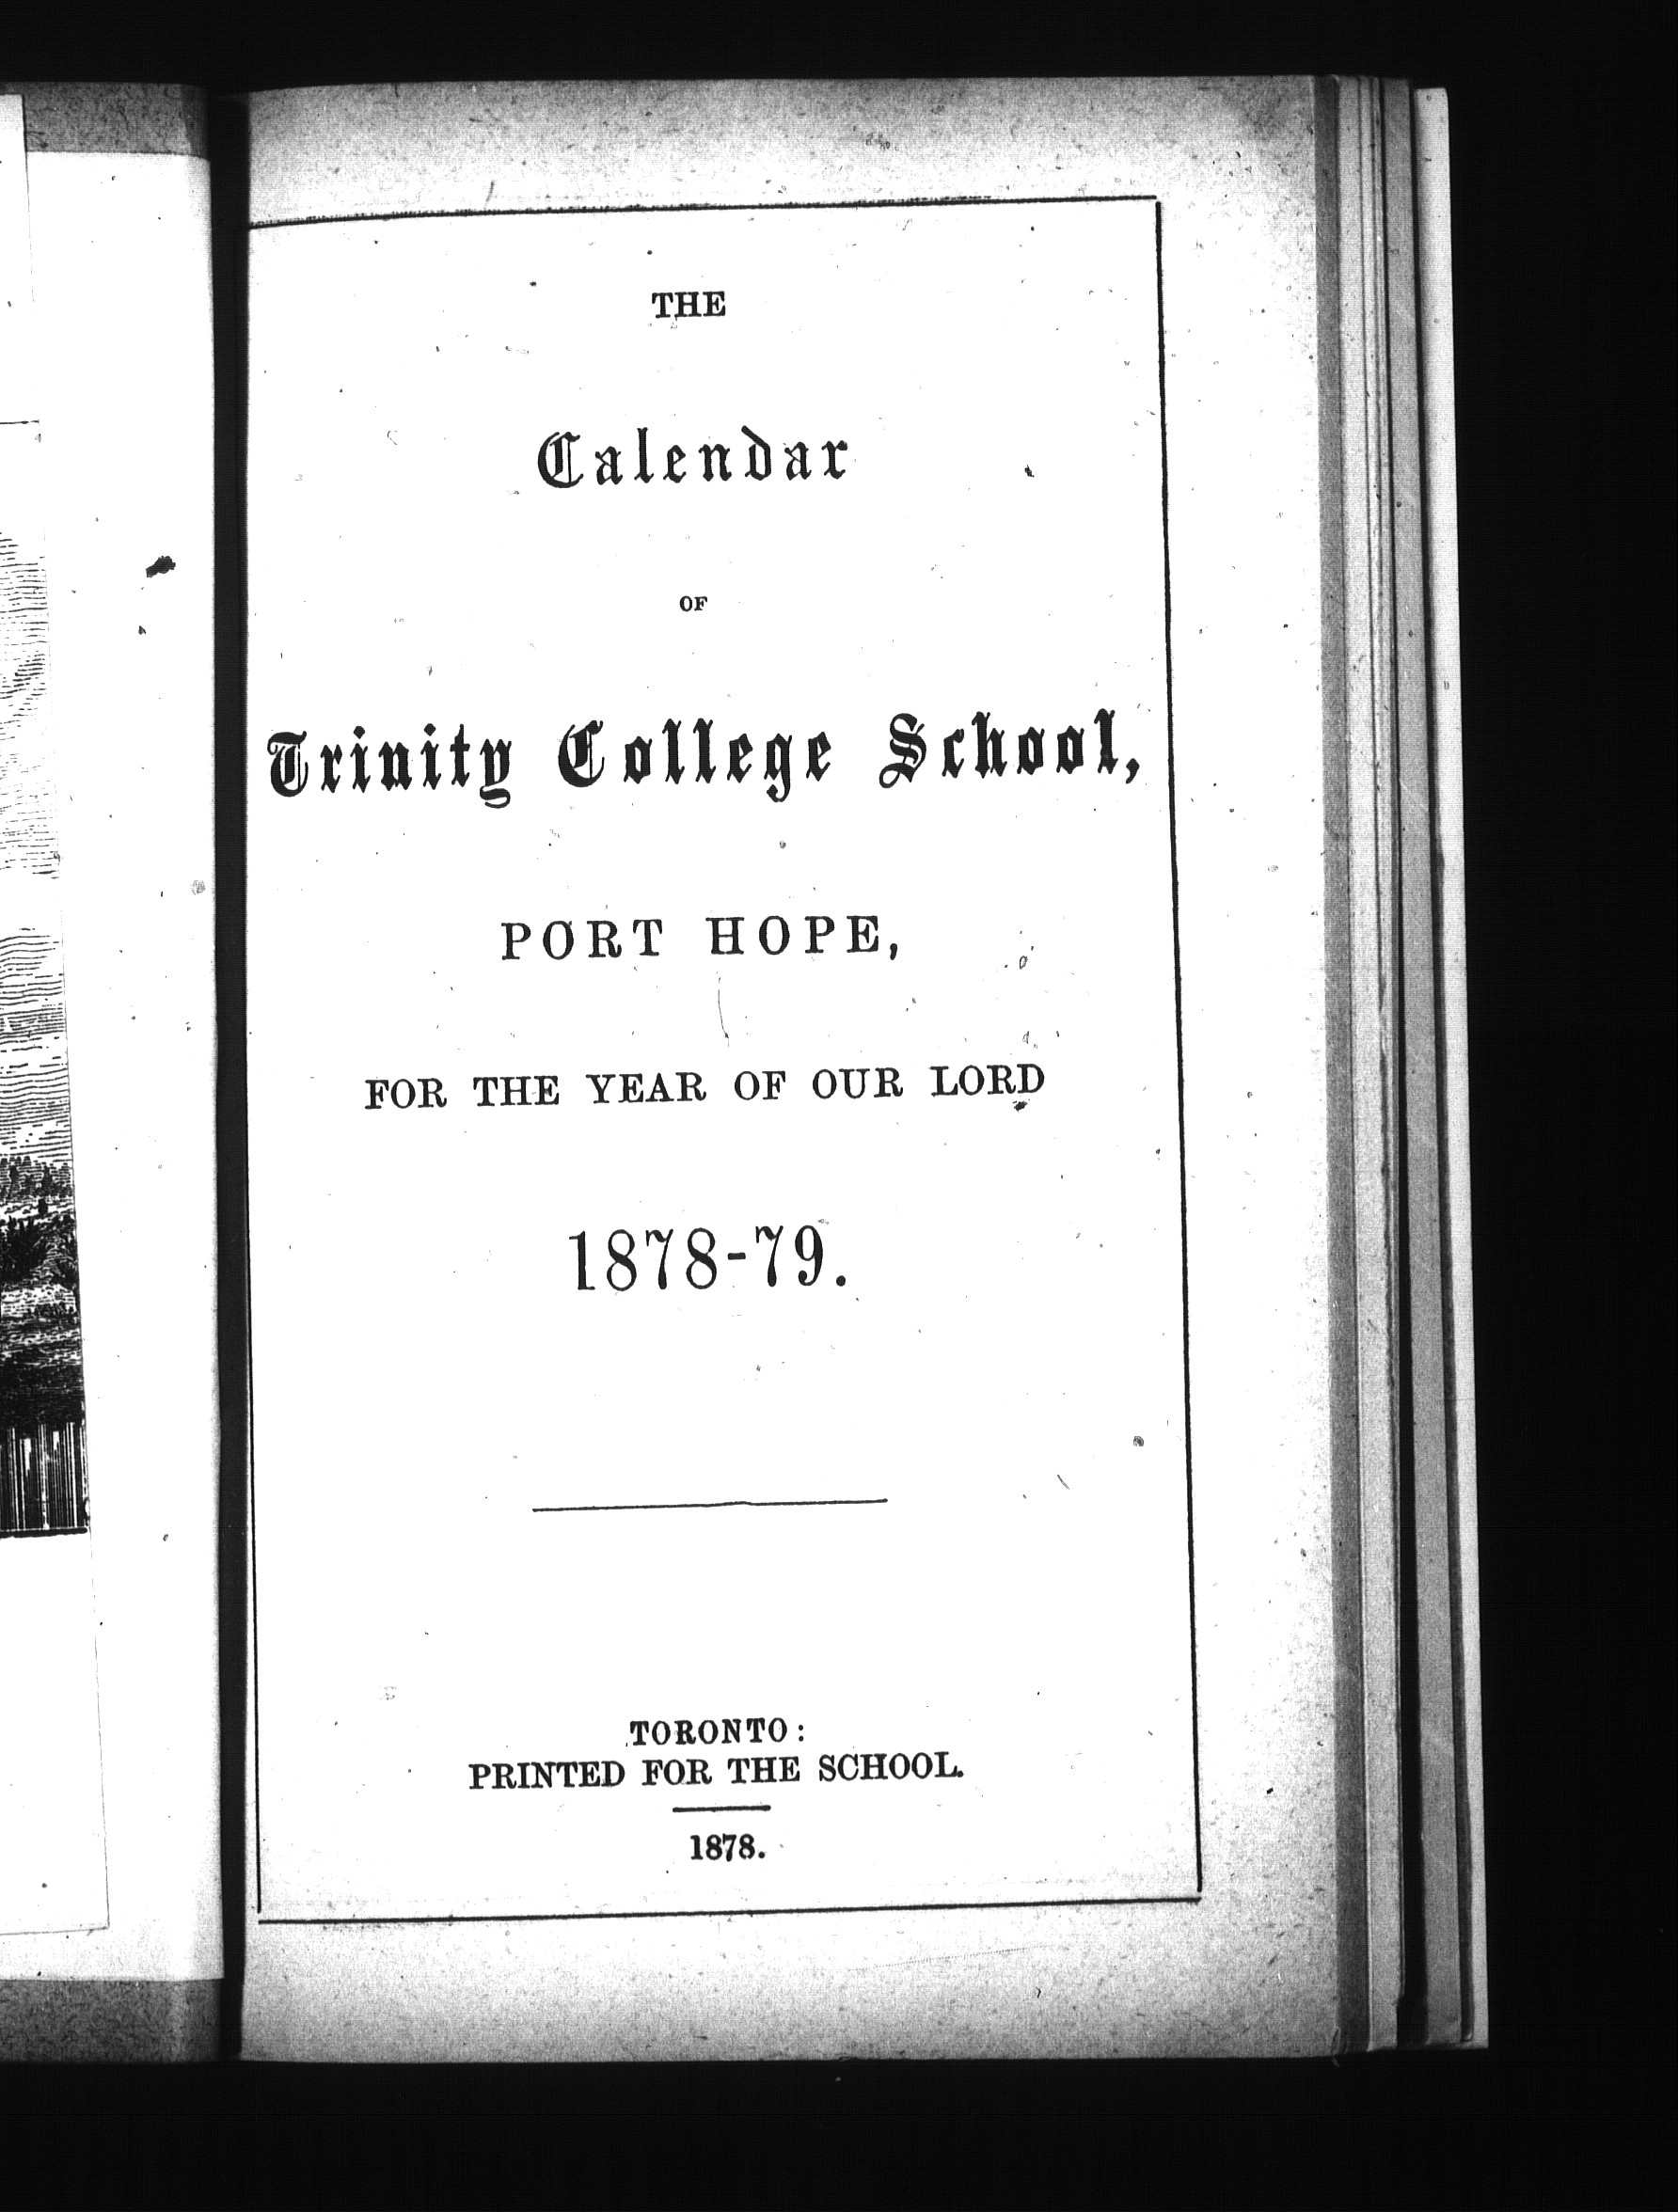 THE
Calendar
OF
Trinity College School,
PORT HOPE,
FOR THE YEAR OF OUR LORD
1878-79.
TORONTO:
PRINTED FOR THE SCHOOL.
1878.